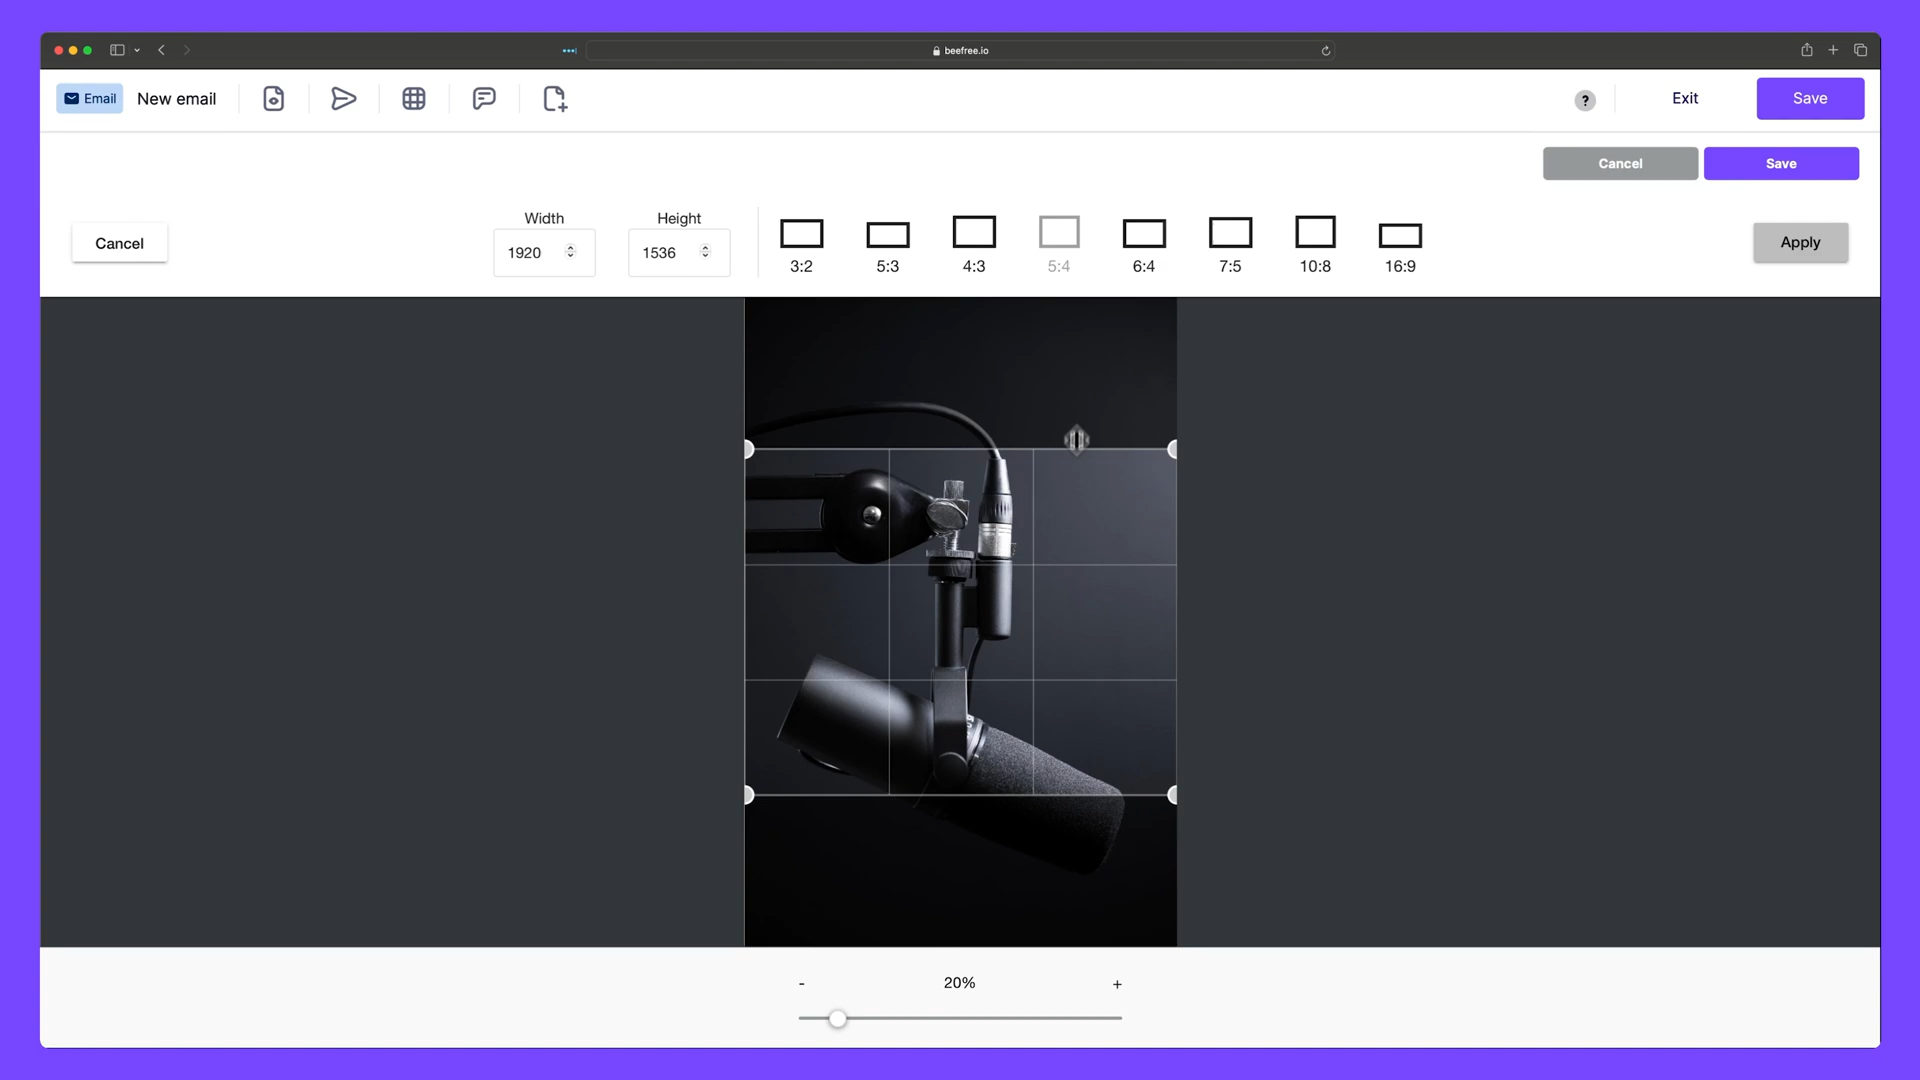 beefree.io
Email New email
? Exit Save
Cancel Save
Cancel
Width Height
1920 1536
3:2 5:3 4:3 5:4 6:4 7:5 10:8 16:9
Apply
- 20% +